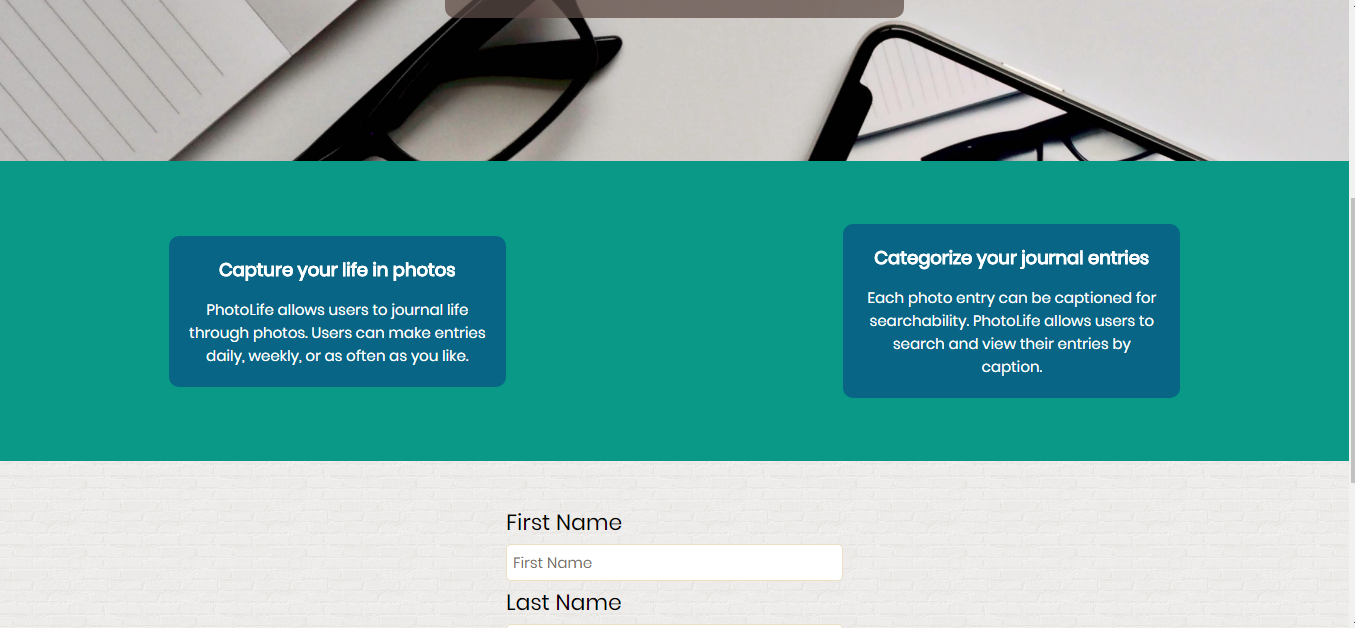 Capture your life in photos
PhotoLife allows users to journal life
through photos. Users can make entries
daily, weekly, or as often as you like.
Categorize your journal entries
Each photo entry can be captioned for
searchability. PhotoLife allows users to
search and view their entries by
caption.
First Name
First Name
Last Name